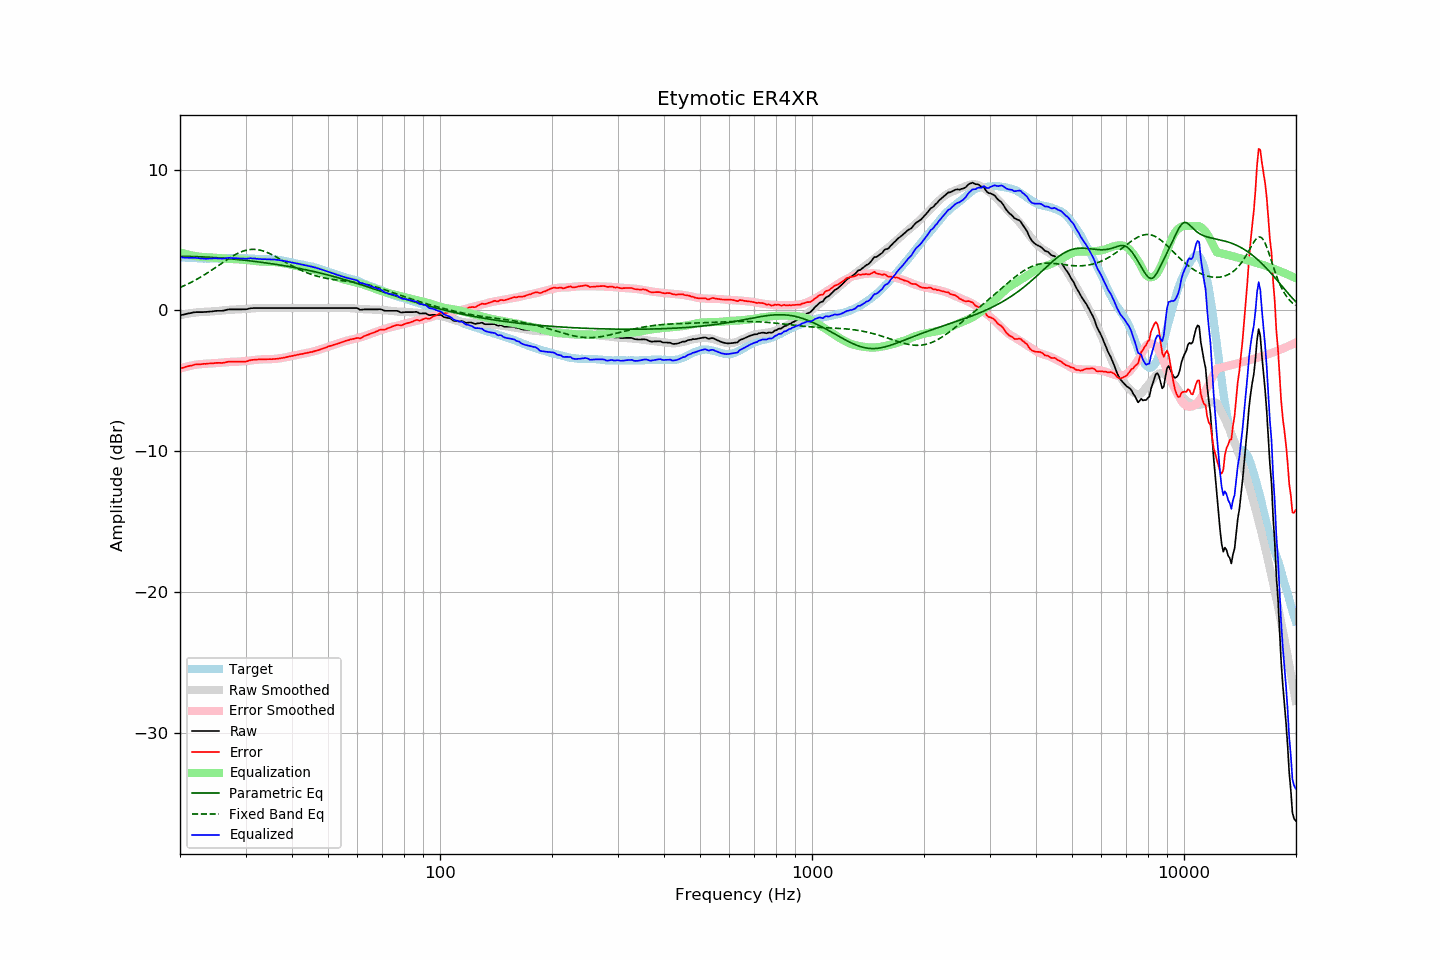 Etymotic ER4XR
10
0
−10
−20
−30
Amplitude (dBr)
Target
Raw Smoothed
Error Smoothed
Raw
Error
Equalization
Parametric Eq
Fixed Band Eq
Equalized
100
1000
10000
Frequency (Hz)